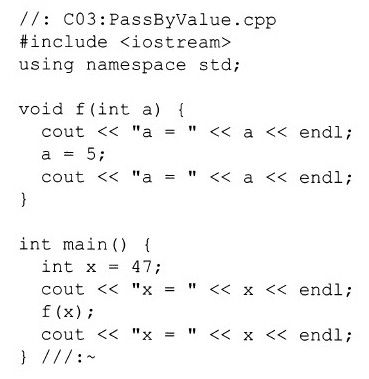 //: C03:PassByValue.cpp
#include <iostream>
using namespace std;

void f(int a) {
  cout << "a = " << a << endl;
  a = 5;
  cout << "a = " << a << endl;
}

int main() {
  int x = 47;
  cout << "x = " << x << endl;
  f(x);
  cout << "x = " << x << endl;
} ///:~